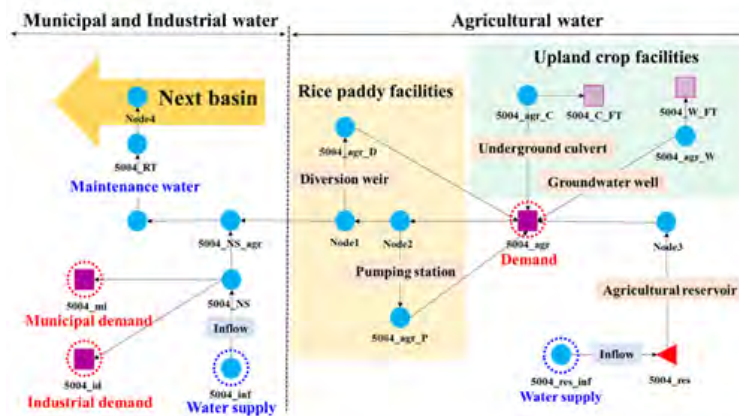 Municipal and Industrial water
Agricultural water
Upland crop facilities
Next basin
Rice paddy facilities
Node4
5004_agr_C
5004_C_FT
5004_W_FT
5004_RT
5004_agr_D
Underground culvert
5004_agr_W
Maintenance water
Diversion weir
Groundwater well
5004_NS_agr
Node1
Node2
5004_agr
Node3
Demand
Pumping station
5004_mi
5004_NS
Agricultural reservoir
Municipal demand
Inflow
5004_agr_P
Inflow
5004_id
5004_inf
5004_res_inf
5004_res
Industrial demand
Water supply
Water supply